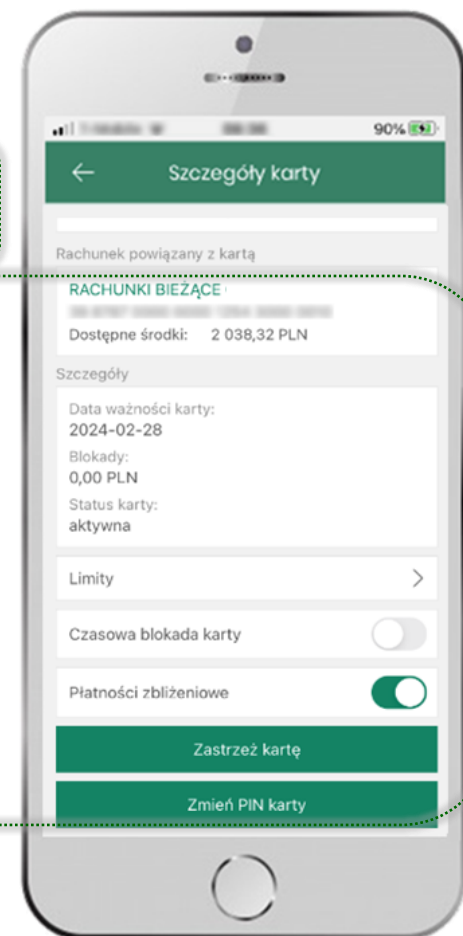 90%
Szczegóły karty
Rachunek powiązany z kartą
RACHUNKI BIEŻĄCE
Dostępne środki: 2 038,32 PLN
Szczegóły
Data ważności karty:
2024-02-28
Blokady:
0,00 PLN
Status karty:
aktywna
Limity
Czasowa blokada karty
Płatności zbliżeniowe
Zastrzeż kartę
Zmień PIN karty